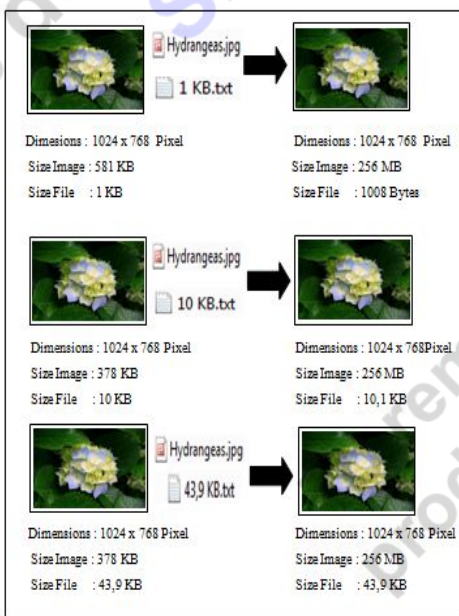 Hydrangeas.jpg
1 KB.txt
Dimesions : 1024 x 768 Pixel
Size Image : 581 KB
Size File : 1 KB
Dimesions : 1024 x 768 Pixel
Size Image : 256 MB
Size File : 1008 Bytes
Hydrangeas.jpg
10 KB.txt
Dimensions : 1024 x 768 Pixel
Size Image : 378 KB
Size File : 10 KB
Dimensions : 1024 x 768Pixel
Size Image : 256 MB
Size File : 10,1 KB
Hydrangeas.jpg
43,9 KB.txt
Dimensions : 1024 x 768 Pixel
Size Image : 378 KB
Size File : 43,9 KB
Dimensions : 1024 x 768 Pixel
Size Image : 256 MB
Size File : 43,9 KB